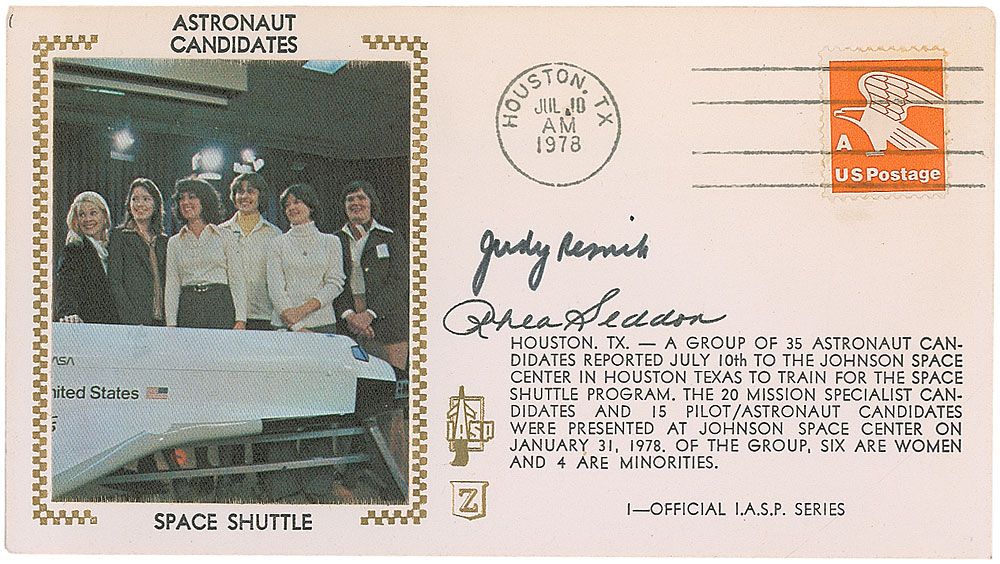 ASTRONAUT
CANDIDATES
NASA
United States
SPACE SHUTTLE
HOUSTON, TX
JUL 10
AM
1978
A
US Postage
Judy Resnik
Rhea Seddon
HOUSTON. TX. — A GROUP OF 35 ASTRONAUT CAN-
DIDATES REPORTED JULY 10th TO THE JOHNSON SPACE
CENTER IN HOUSTON TEXAS TO TRAIN FOR THE SPACE
SHUTTLE PROGRAM. THE 20 MISSION SPECIALIST CAN-
DIDATES AND 15 PILOT/ASTRONAUT CANDIDATES
WERE PRESENTED AT JOHNSON SPACE CENTER ON
JANUARY 31, 1978. OF THE GROUP, SIX ARE WOMEN
AND 4 ARE MINORITIES.
IASP
Z
1—OFFICIAL I.A.S.P. SERIES